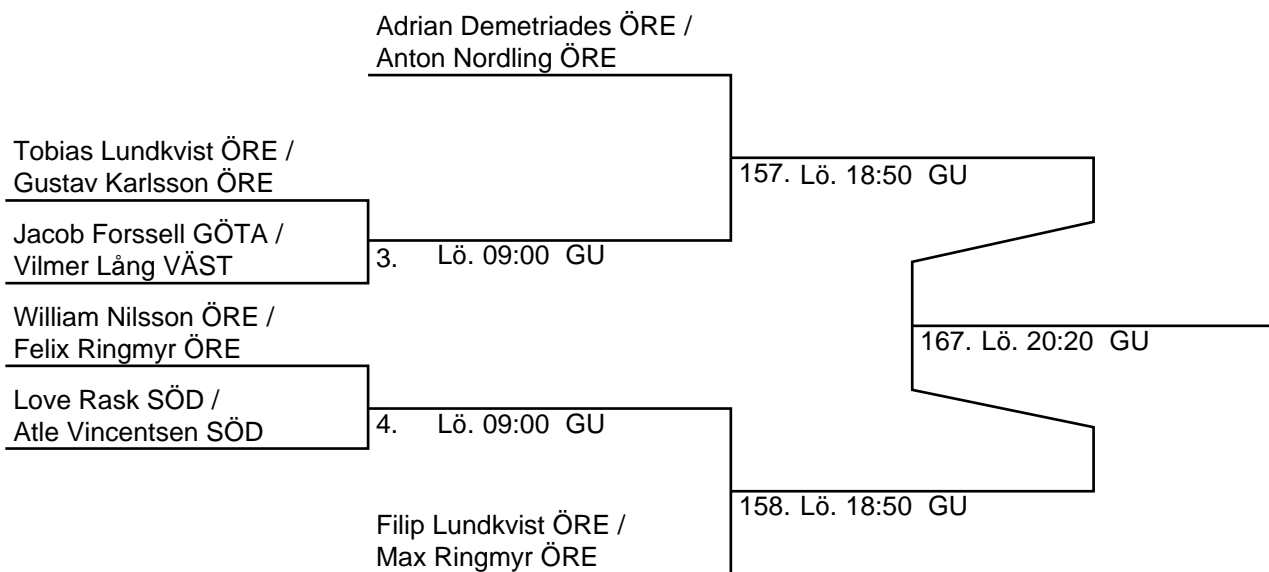 Adrian Demetriades ÖRE /
Anton Nordling ÖRE
Tobias Lundkvist ÖRE /
Gustav Karlsson ÖRE
157. Lö. 18:50 GU
Jacob Forssell GÖTA /
Vilmer Lång VÄST
3. Lö. 09:00 GU
William Nilsson ÖRE /
Felix Ringmyr ÖRE
167. Lö. 20:20 GU
Love Rask SÖD /
Atle Vincentsen SÖD
4. Lö. 09:00 GU
158. Lö. 18:50 GU
Filip Lundkvist ÖRE /
Max Ringmyr ÖRE